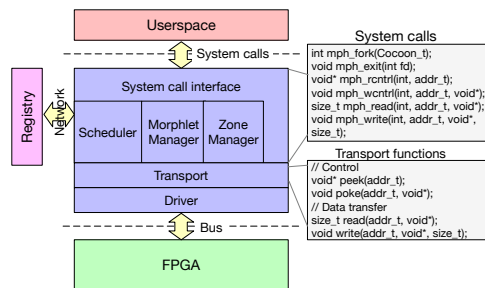 Userspace
System calls
System calls
int mph_fork(Cocoon_t);
void mph_exit(int fd);
void* mph_rcntrl(int, addr_t);
void mph_wcntrl(int, addr_t, void*);
size_t mph_read(int, addr_t, void*);
void mph_write(int, addr_t, void*,
size_t);
Registry
Network
System call interface
Scheduler
Morphlet
Manager
Zone
Manager
Transport
Driver
Transport functions
// Control
void* peek(addr_t);
void poke(addr_t, void*);
// Data transfer
size_t read(addr_t, void*);
void write(addr_t, void*, size_t);
Bus
FPGA